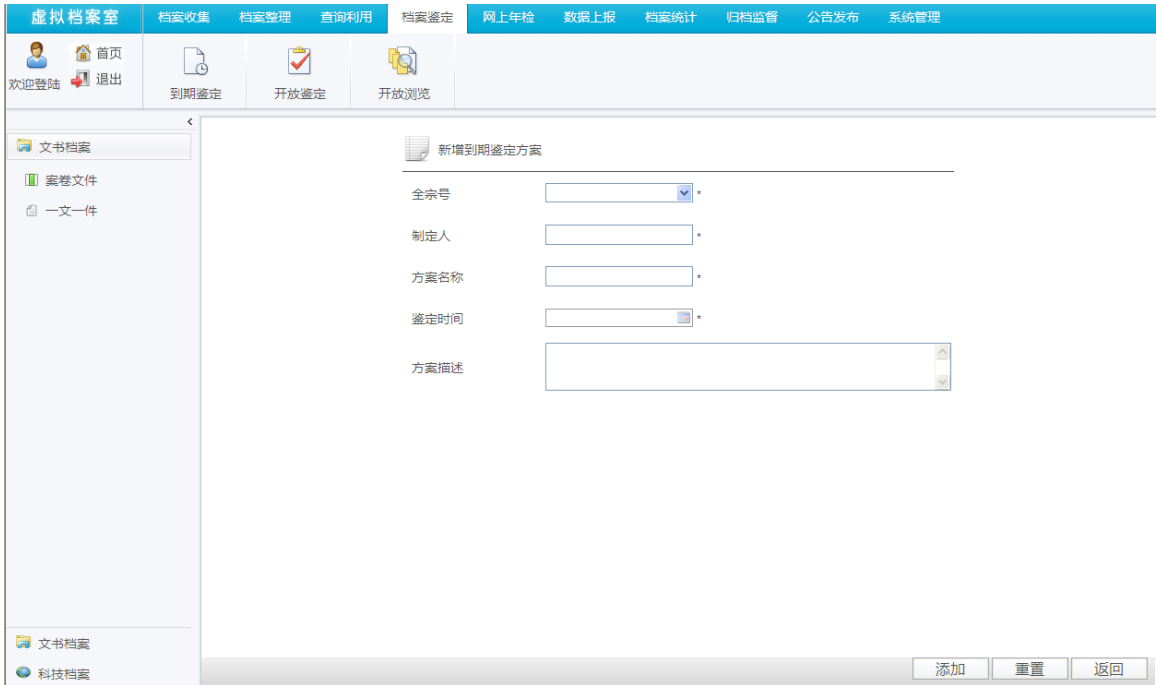 虚拟档案室 档案收集 档案整理 查询利用 档案鉴定 网上年检 数据上报 档案统计 归档监督 公告发布 系统管理
欢迎登陆 首页
退出
到期鉴定 开放鉴定 开放浏览
文书档案
案卷文件
一文一件
新增到期鉴定方案
全宗号 *
制定人 *
方案名称 *
鉴定时间 *
方案描述
文书档案
科技档案
添加 重置 返回